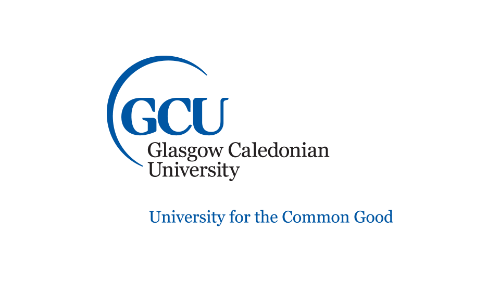 GCU
Glasgow Caledonian
University
University for the Common Good